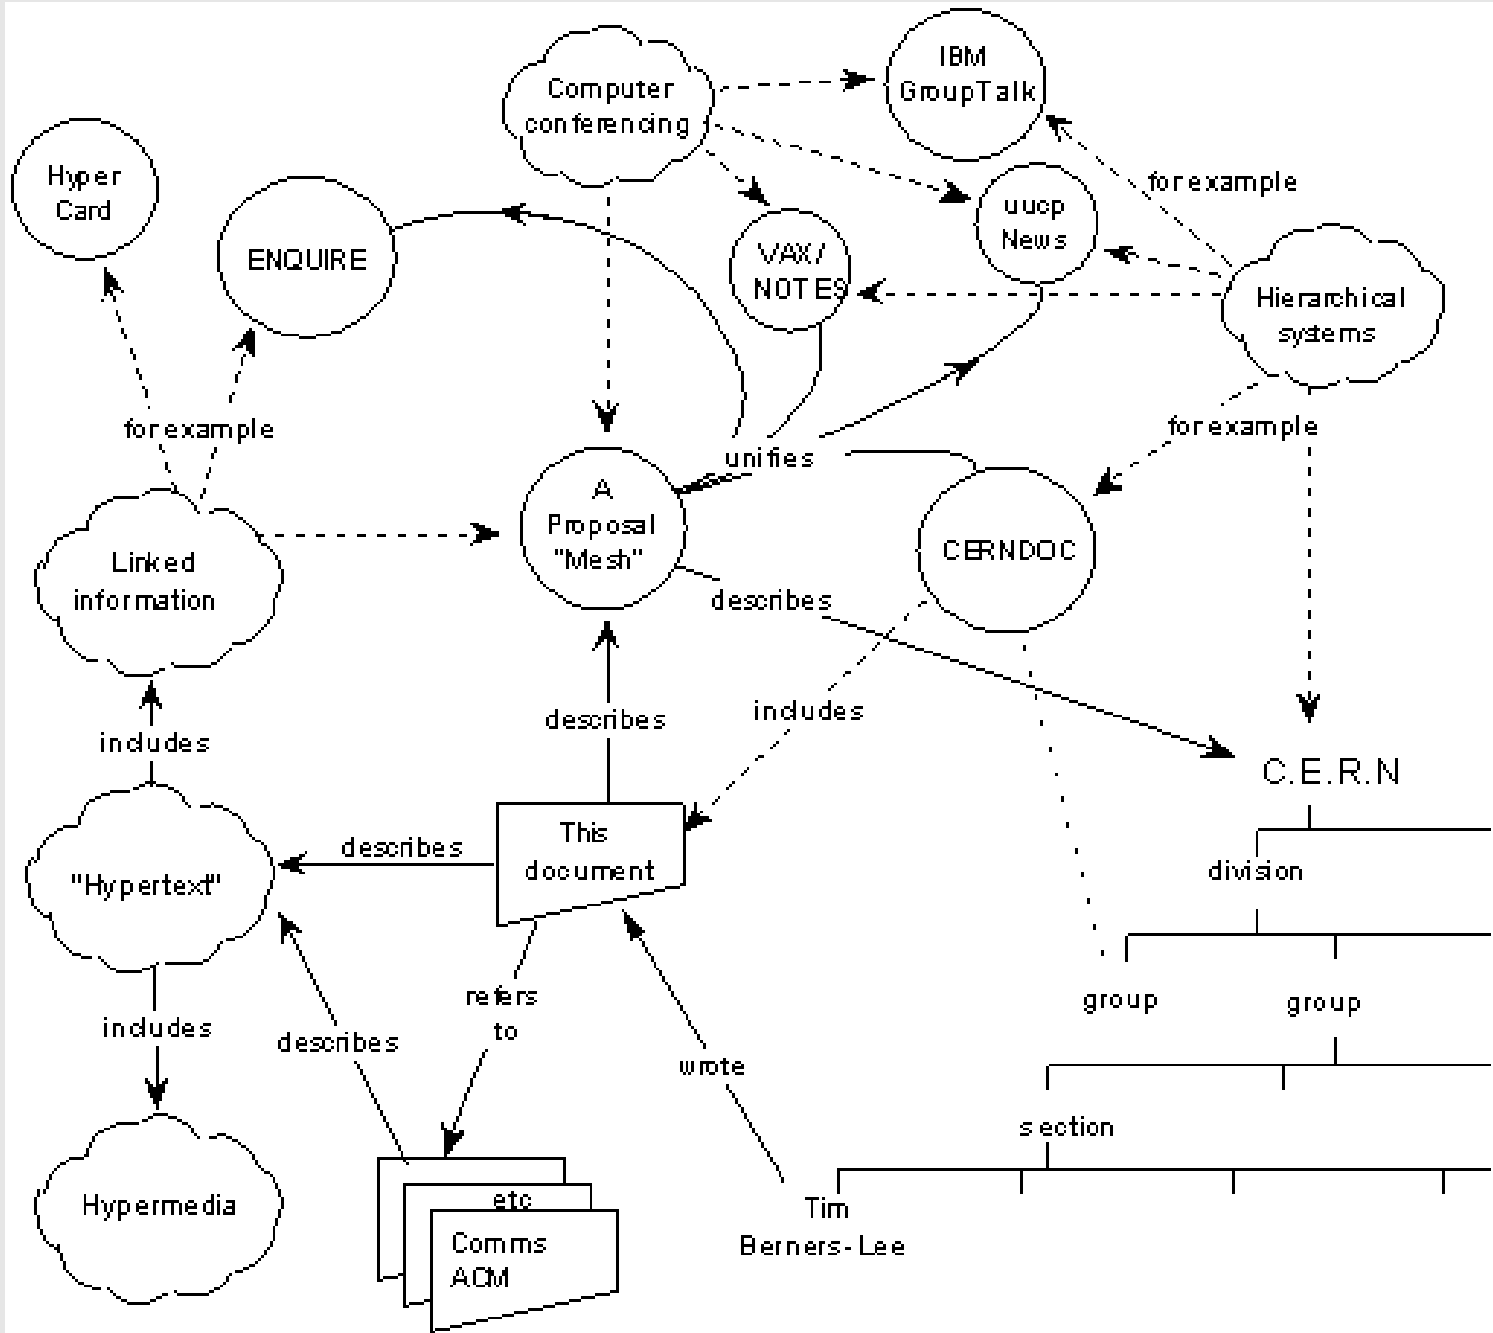 IBM
GroupTalk
Computer
conferencing
Hyper
Card
for example
uucp
News
ENQUIRE
VAX/
NOTES
Hierarchical
systems
for example
for example
unifies
A
Proposal
"Mesh"
CERNDOC
Linked
information
describes
includes
describes
includes
C.E.R.N
This
document
describes
division
"Hypertext"
refers
to
group
group
includes
describes
wrote
section
Hypermedia
etc
Comms
ACM
Tim
Berners-Lee